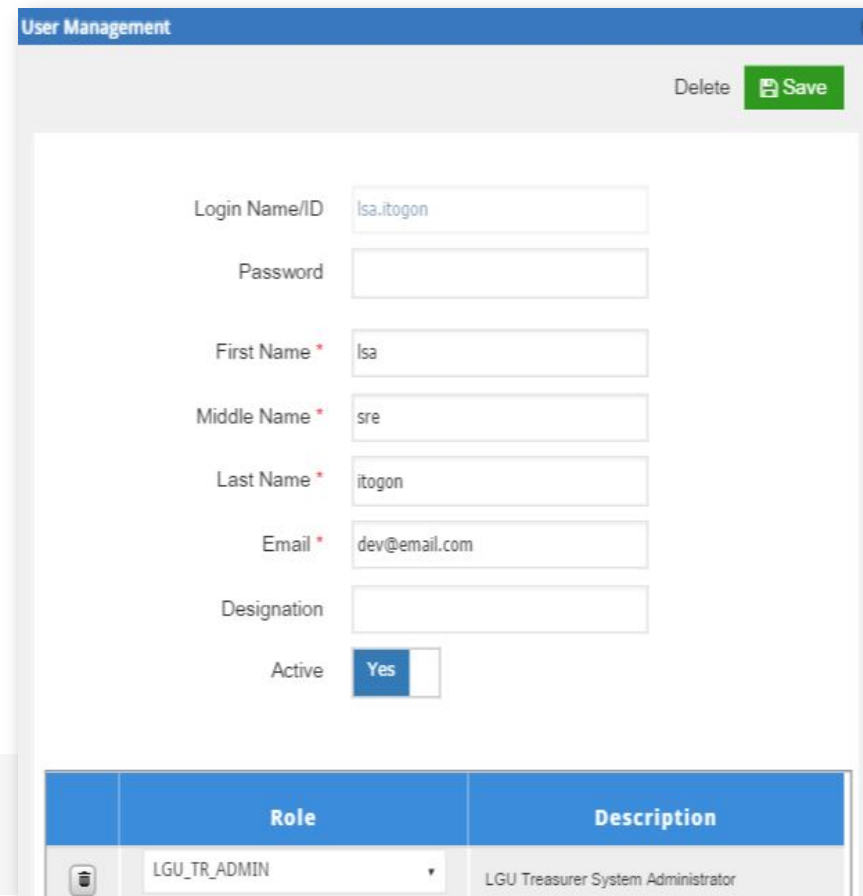 User Management
Delete Save
Login Name/ID lsa.itogon
Password
First Name * lsa
Middle Name * sre
Last Name * itogon
Email * dev@email.com
Designation
Active Yes
Role Description
LGU_TR_ADMIN LGU Treasurer System Administrator